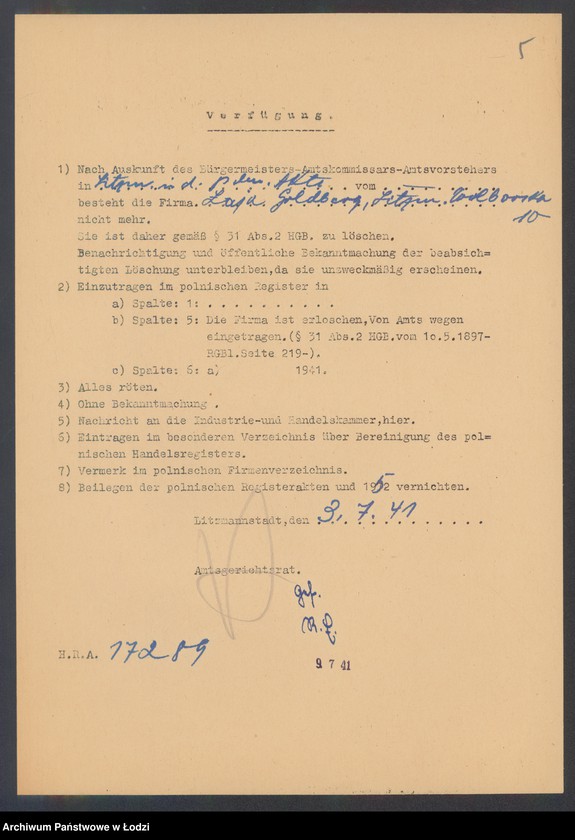 5
Verfügung.
1) Nach Auskunft des Bürgermeisters-Amtskommissars-Amtsvorstehers
in Litzm. u. d. . . vom . . . .
besteht die Firma. Goldberg, Litzm.
10
nicht mehr.
Sie ist daher gemäß § 31 Abs.2 HGB. zu löschen.
Benachrichtigung und öffentliche Bekanntmachung der beabsich=
tigten Löschung unterbleiben,da sie unzweckmäßig erscheinen.
2) Einzutragen im polnischen Register in
a) Spalte: 1: . . . . . . . . . .
b) Spalte: 5: Die Firma ist erloschen,Von Amts wegen
eingetragen.(§ 31 Abs.2 HGB.vom 1o.5.1897-
RGBl.Seite 219-).
c) Spalte: 6: a) 1941.
3) Alles röten.
4) Ohne Bekanntmachung .
5) Nachricht an die Industrie-und Handelskammer,hier.
6) Eintragen im besonderen Verzeichnis über Bereinigung des pol=
nischen Handelsregisters.
7) Vermerk im polnischen Firmenverzeichnis.
8) Beilegen der polnischen Registerakten und 1952 vernichten.
Litzmannstadt,den 3. 7. 41
Amtsgerichtsrat.
gef.
H.R.A. 17289
9 7 41
Archiwum Państwowe w Łodzi